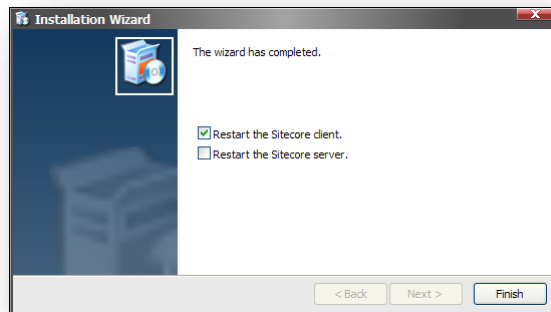 Installation Wizard
The wizard has completed.
Restart the Sitecore client.
Restart the Sitecore server.
< Back
Next >
Finish